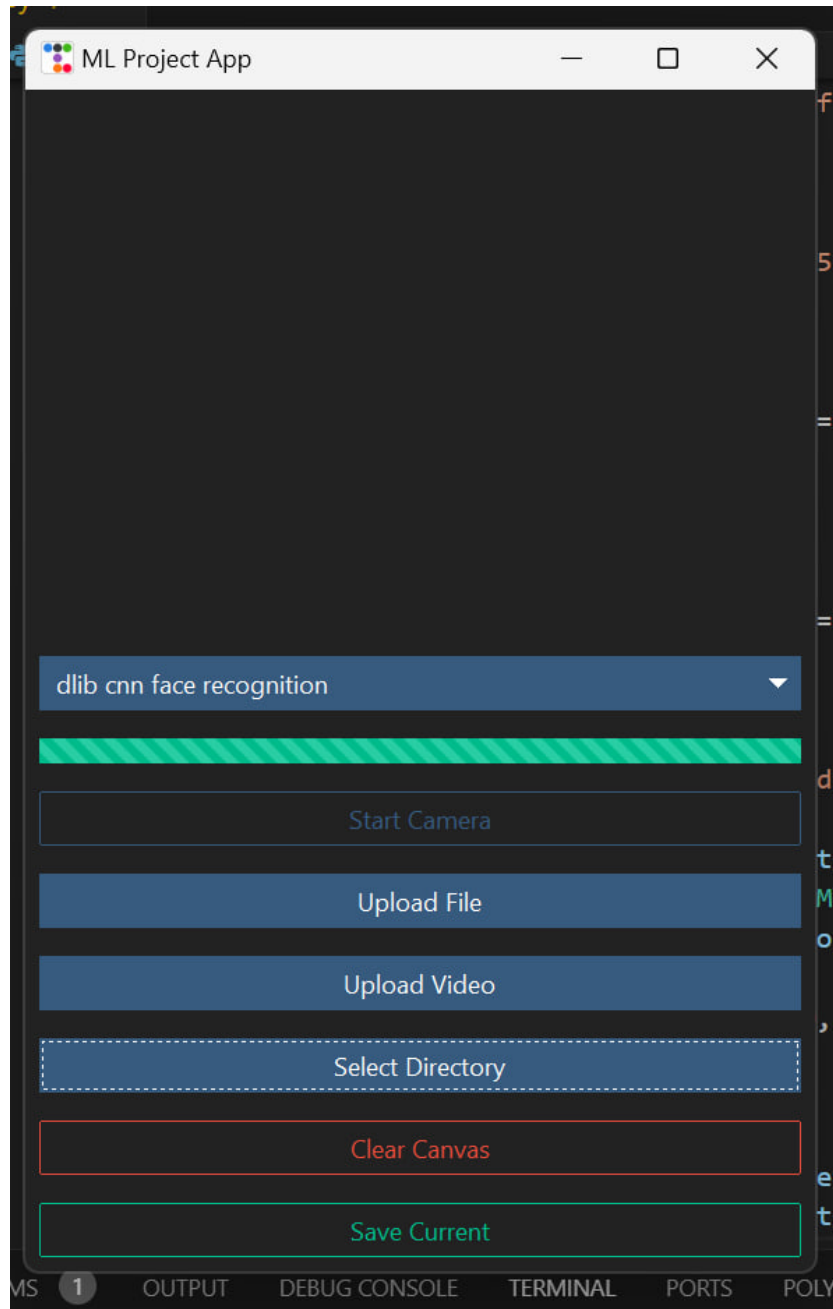 ML Project App
f
5
=
=
dlib cnn face recognition
d
Start Camera
t
Upload File
M
o
Upload Video
,
Select Directory
Clear Canvas
e
t
Save Current
MS 1 OUTPUT DEBUG CONSOLE TERMINAL PORTS POLY